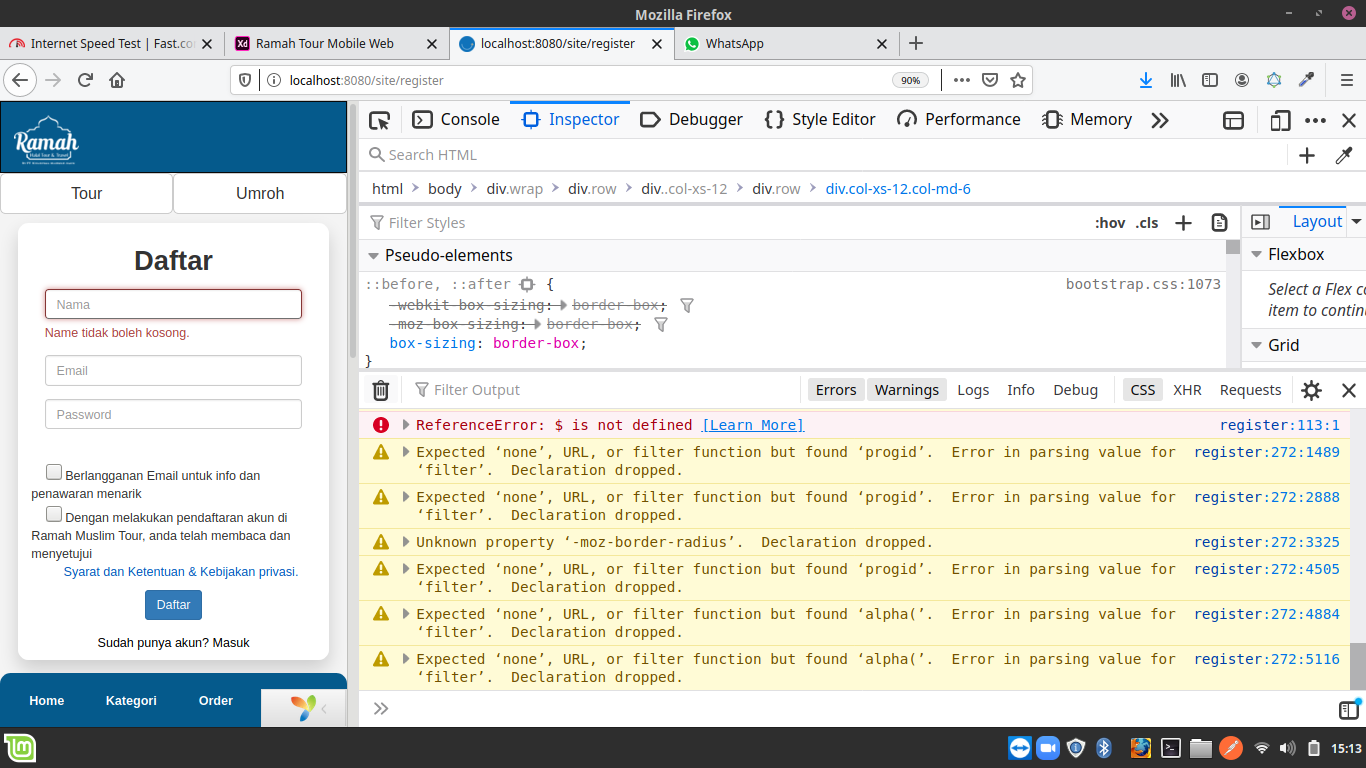 Mozilla Firefox
Internet Speed Test | Fast.co
Xd Ramah Tour Mobile Web
localhost:8080/site/register
WhatsApp
localhost:8080/site/register
90%
Ramah
Tour
Umroh
Daftar
Nama
Name tidak boleh kosong.
Email
Password
Berlangganan Email untuk info dan
penawaran menarik
Dengan melakukan pendaftaran akun di
Ramah Muslim Tour, anda telah membaca dan
menyetujui
Syarat dan Ketentuan & Kebijakan privasi.
Daftar
Sudah punya akun? Masuk
Home Kategori Order
Console Inspector Debugger Style Editor Performance Memory
Search HTML
html body div.wrap div.row div..col-xs-12 div.row div.col-xs-12.col-md-6
Filter Styles :hov .cls
Pseudo-elements
::before, ::after { bootstrap.css:1073
-webkit-box-sizing: border-box;
-moz-box-sizing: border-box;
box-sizing: border-box;
}
Layout
Flexbox
Select a Flex co
item to contin
Grid
Filter Output Errors Warnings Logs Info Debug CSS XHR Requests
ReferenceError: $ is not defined [Learn More] register:113:1
Expected ‘none’, URL, or filter function but found ‘progid’. Error in parsing value for register:272:1489
‘filter’. Declaration dropped.
Expected ‘none’, URL, or filter function but found ‘progid’. Error in parsing value for register:272:2888
‘filter’. Declaration dropped.
Unknown property ‘-moz-border-radius’. Declaration dropped. register:272:3325
Expected ‘none’, URL, or filter function but found ‘progid’. Error in parsing value for register:272:4505
‘filter’. Declaration dropped.
Expected ‘none’, URL, or filter function but found ‘alpha(’. Error in parsing value for register:272:4884
‘filter’. Declaration dropped.
Expected ‘none’, URL, or filter function but found ‘alpha(’. Error in parsing value for register:272:5116
‘filter’. Declaration dropped.
15:13